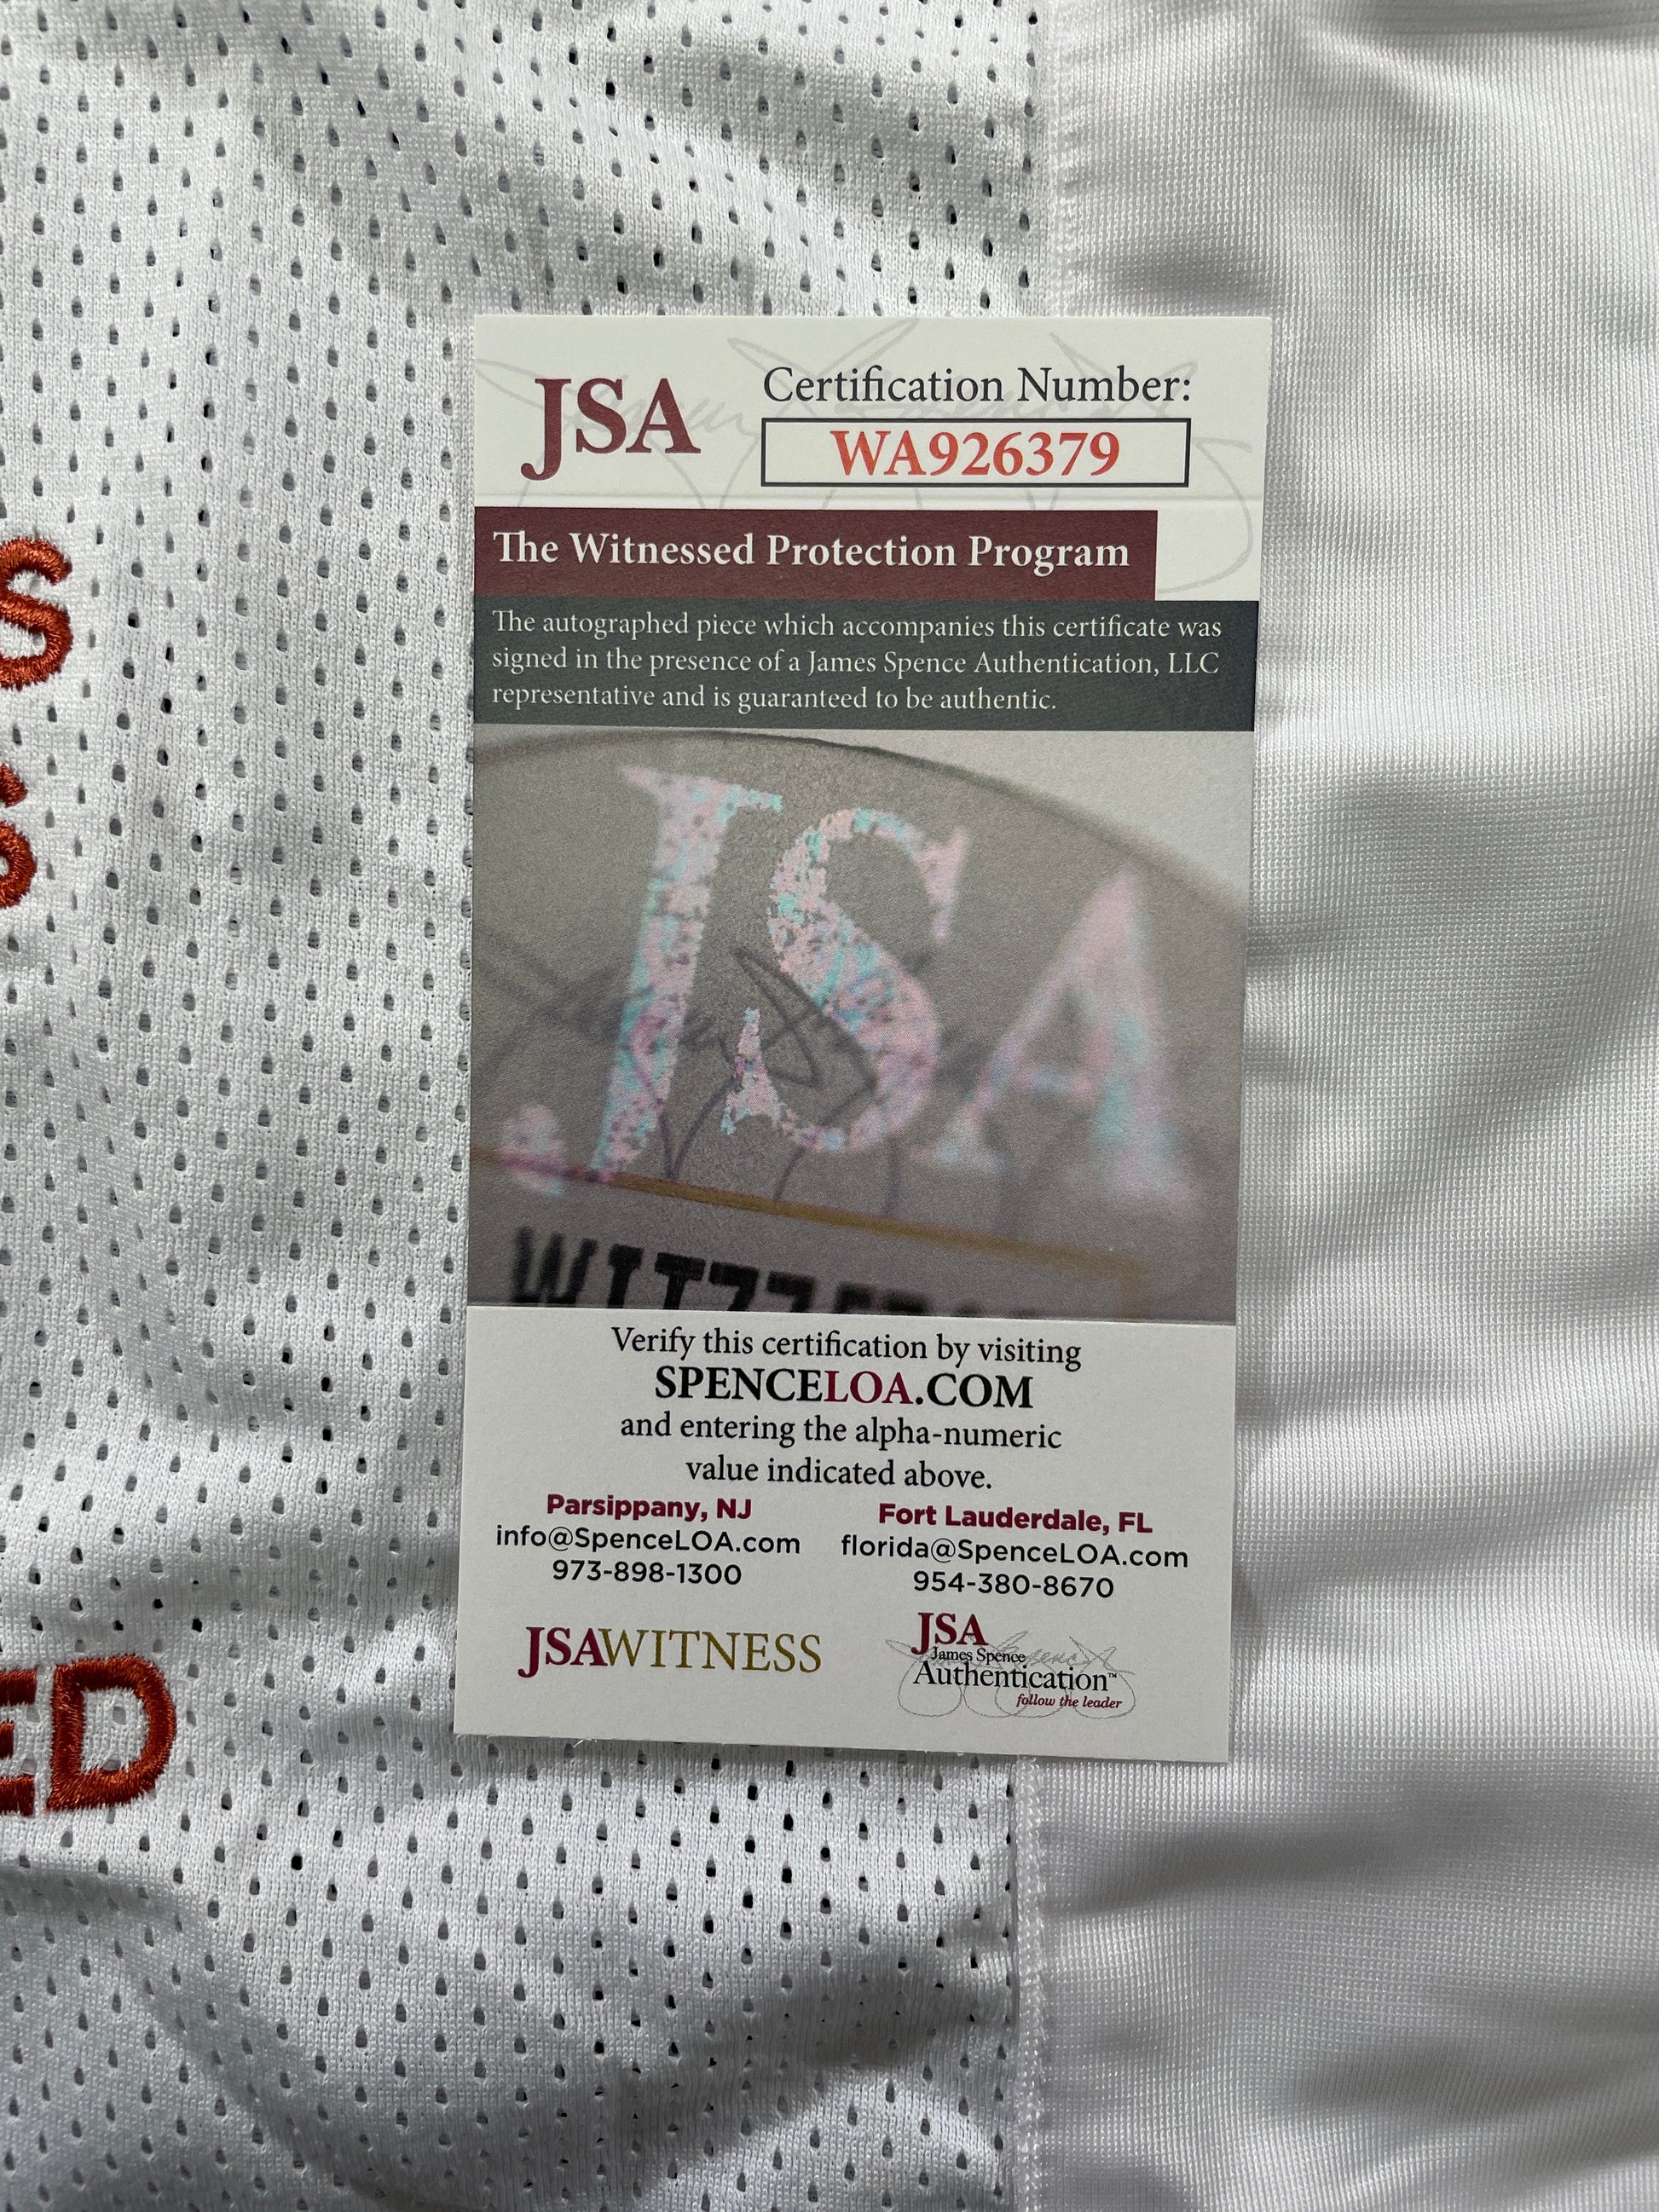 JSA
Certification Number:
WA926379
The Witnessed Protection Program
The autographed piece which accompanies this certificate was
signed in the presence of a James Spence Authentication, LLC
representative and is guaranteed to be authentic.
S
S
JSA
Verify this certification by visiting
SPENCELOA.COM
and entering the alpha-numeric
value indicated above.
Parsippany, NJ
info@SpenceLOA.com
973-898-1300
Fort Lauderdale, FL
florida@SpenceLOA.com
954-380-8670
JSAWITNESS
JSA
James Spence
Authentication™
follow the leader
ED